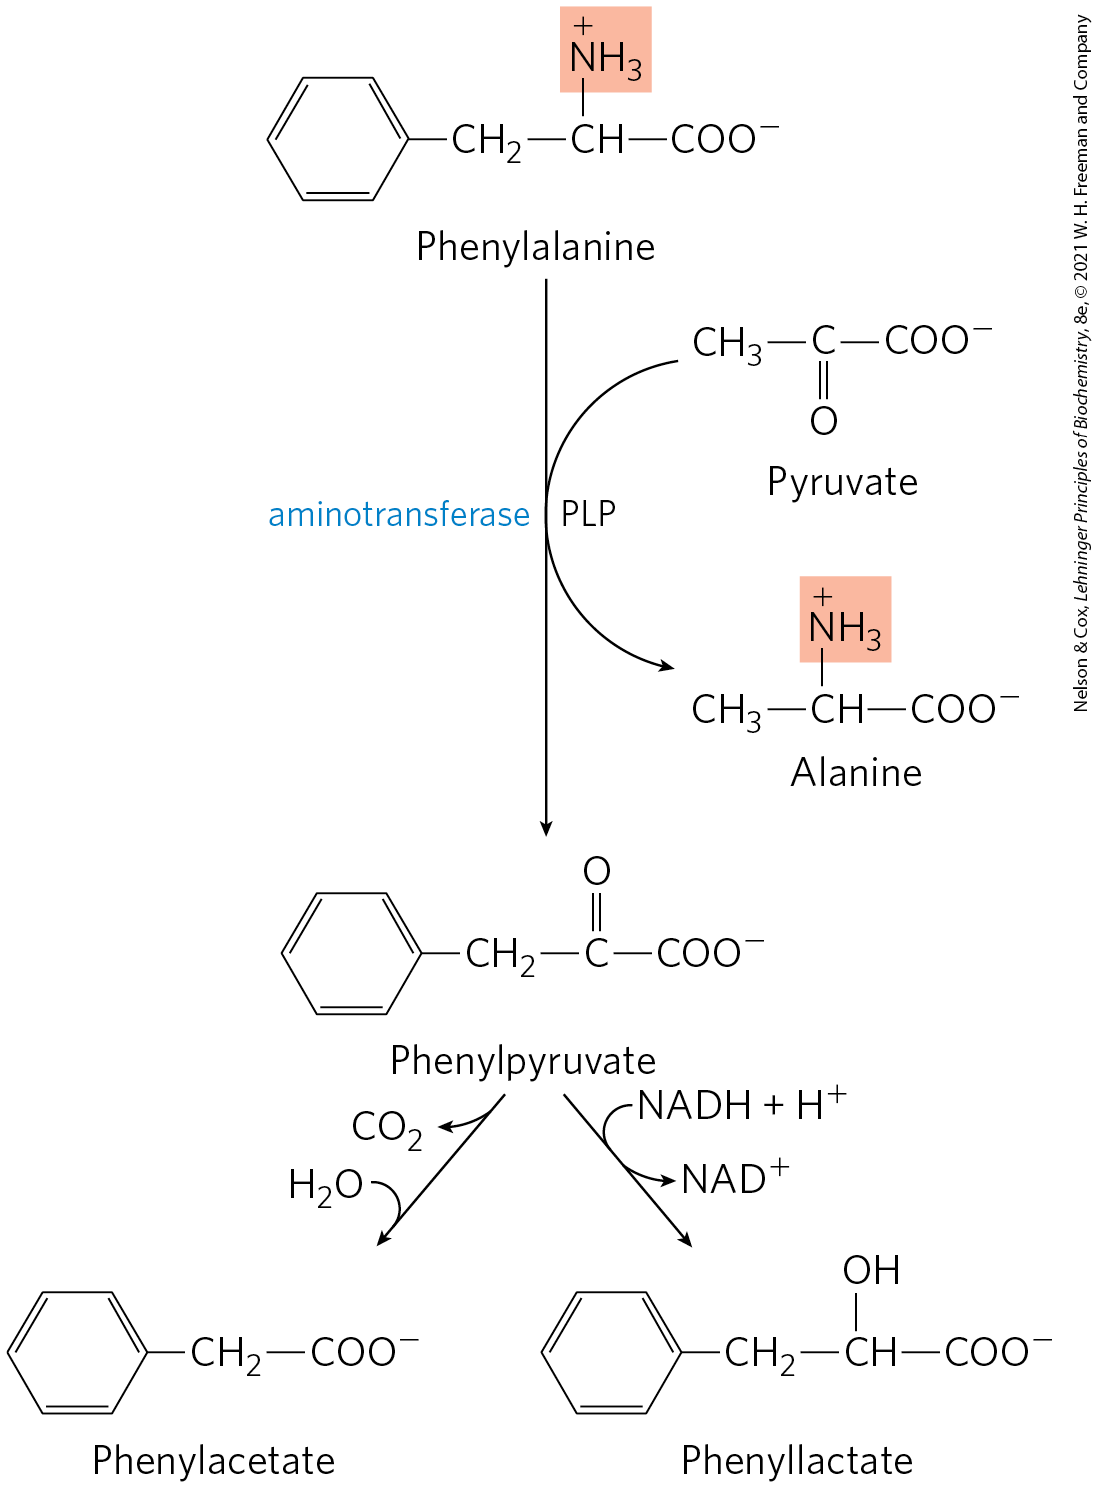 +
NH3
CH2—CH—COO−
Phenylalanine
CH3—C—COO−
O
Pyruvate
aminotransferase PLP
+
NH3
CH3—CH—COO−
Alanine
O
CH2—C—COO−
Phenylpyruvate
CO2
NADH + H+
H2O
NAD+
CH2—COO−
Phenylacetate
OH
CH2—CH—COO−
Phenyllactate
Nelson & Cox, Lehninger Principles of Biochemistry, 8e, © 2021 W. H. Freeman and Company